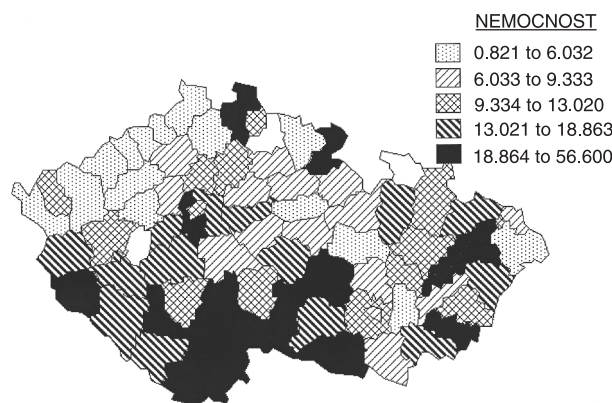 NEMOCNOST
0.821 to 6.032
6.033 to 9.333
9.334 to 13.020
13.021 to 18.863
18.864 to 56.600